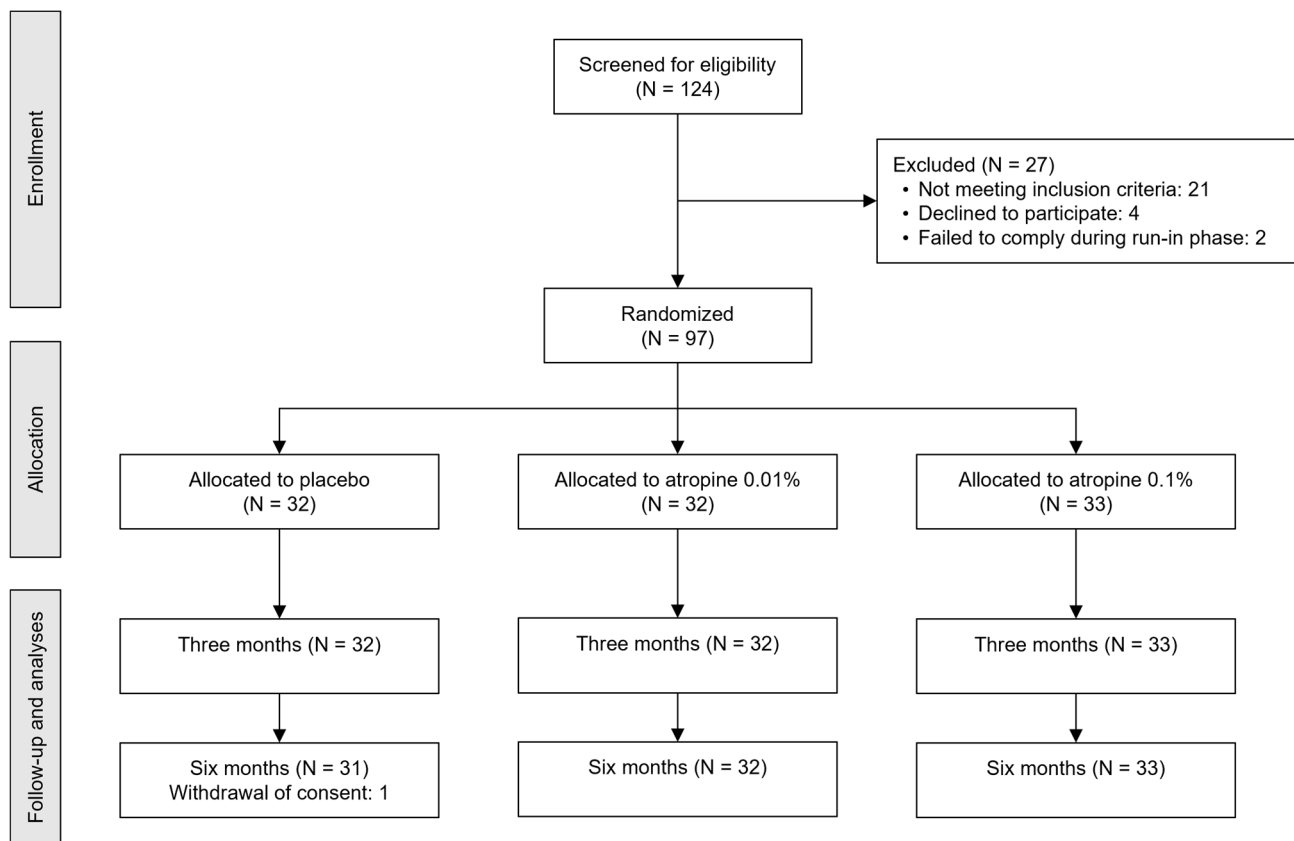 Enrollment
Screened for eligibility
(N = 124)
Excluded (N = 27)
• Not meeting inclusion criteria: 21
• Declined to participate: 4
• Failed to comply during run-in phase: 2
Randomized
(N = 97)
Allocation
Allocated to placebo
(N = 32)
Allocated to atropine 0.01%
(N = 32)
Allocated to atropine 0.1%
(N = 33)
Follow-up and analyses
Three months (N = 32)
Three months (N = 32)
Three months (N = 33)
Six months (N = 31)
Withdrawal of consent: 1
Six months (N = 32)
Six months (N = 33)